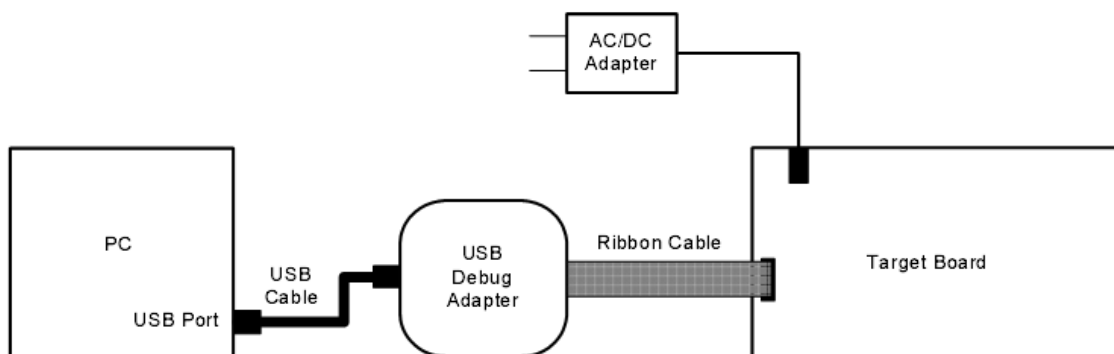 AC/DC
Adapter
PC
USB
Cable
USB Port
USB
Debug
Adapter
Ribbon Cable
Target Board